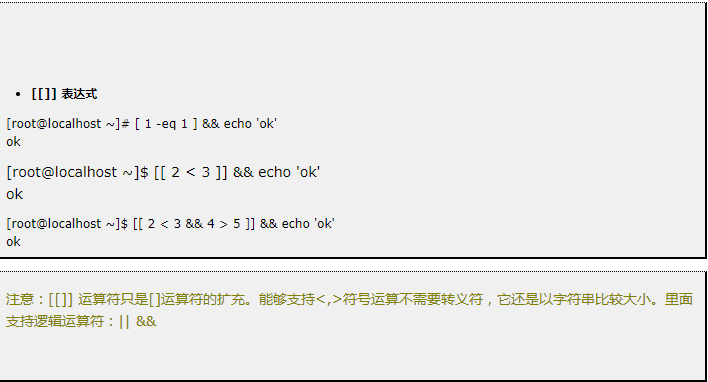 [[]] 表达式
[root@localhost ~]# [ 1 -eq 1 ] && echo 'ok'
ok
[root@localhost ~]$ [[ 2 < 3 ]] && echo 'ok'
ok
[root@localhost ~]$ [[ 2 < 3 && 4 > 5 ]] && echo 'ok'
ok
注意：[[]] 运算符只是[]运算符的扩充。能够支持<,>符号运算不需要转义符，它还是以字符串比较大小。里面
支持逻辑运算符：|| &&